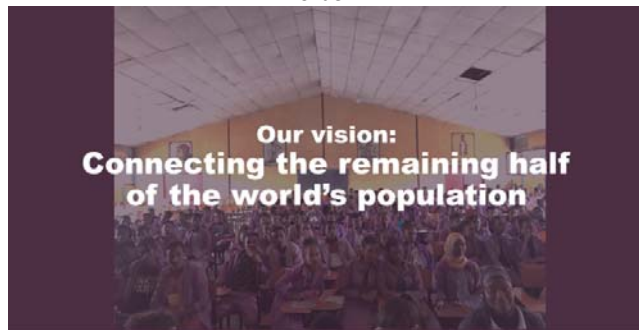 Our vision:
Connecting the remaining half
of the world's population